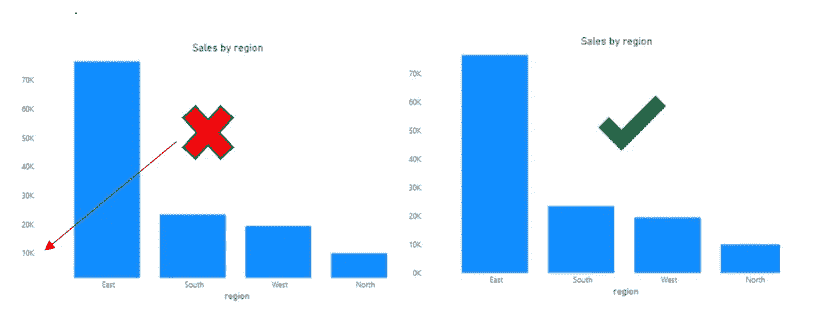 Sales by region
70K
60K
50K
40K
30K
20K
10K
East South West North
region
Sales by region
70K
60K
50K
40K
30K
20K
10K
0K
East South West North
region